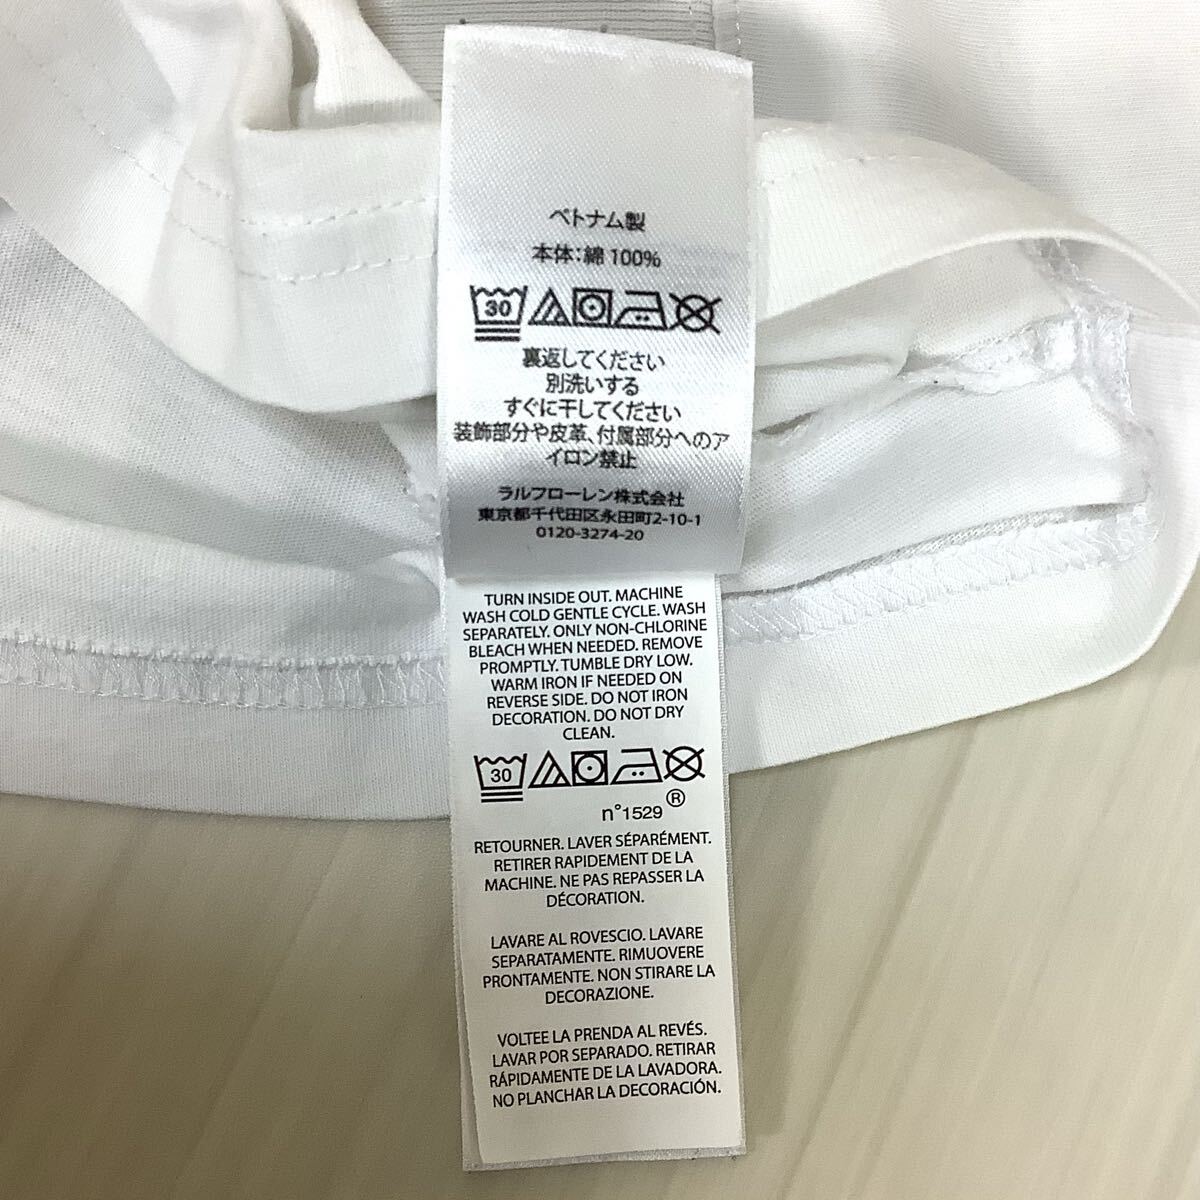 ベトナム製
本体:綿 100%
30
裏返してください
別洗いする
すぐに干してください
装飾部分や皮革、付属部分へのア
イロン禁止
ラルフローレン株式会社
東京都千代田区永田町2-10-1
0120-3274-20
TURN INSIDE OUT. MACHINE
WASH COLD GENTLE CYCLE. WASH
SEPARATELY. ONLY NON-CHLORINE
BLEACH WHEN NEEDED. REMOVE
PROMPTLY. TUMBLE DRY LOW.
WARM IRON IF NEEDED ON
REVERSE SIDE. DO NOT IRON
DECORATION. DO NOT DRY
CLEAN.
30
n°1529 ®
RETOURNER. LAVER SÉPARÉMENT.
RETIRER RAPIDEMENT DE LA
MACHINE. NE PAS REPASSER LA
DÉCORATION.
LAVARE AL ROVESCIO. LAVARE
SEPARATAMENTE. RIMUOVERE
PRONTAMENTE. NON STIRARE LA
DECORAZIONE.
VOLTEE LA PRENDA AL REVÉS.
LAVAR POR SEPARADO. RETIRAR
RÁPIDAMENTE DE LA LAVADORA.
NO PLANCHAR LA DECORACIÓN.